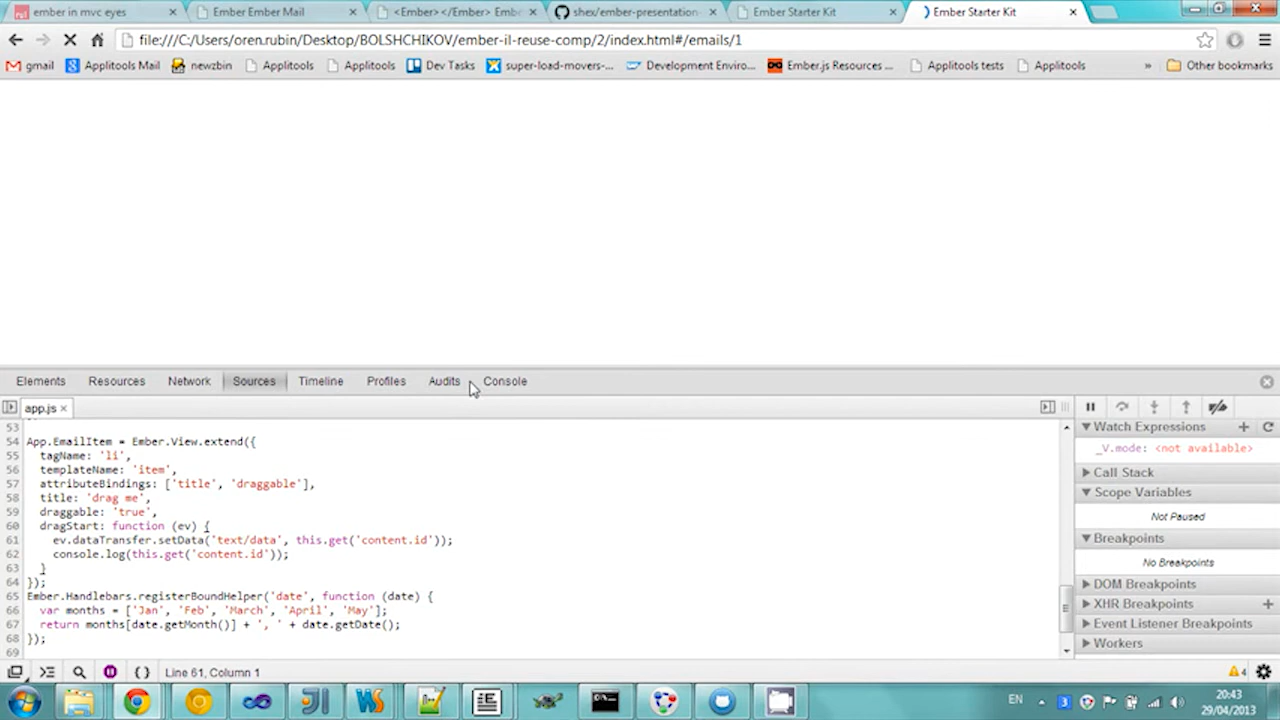 ember in mvc eyes
Ember Ember Mail
<Ember></Ember> Embe
shex/ember-presentation-
Ember Starter Kit
Ember Starter Kit
file:///C:/Users/oren.rubin/Desktop/BOLSHCHIKOV/ember-il-reuse-comp/2/index.html#/emails/1
gmail
Applitools Mail
newzbin
Applitools
Applitools
Dev Tasks
super-load-movers-...
Development Enviro...
Ember.js Resources ...
Applitools tests
Applitools
»
Other bookmarks
Elements Resources Network Sources Timeline Profiles Audits Console
app.js
53
54 App.EmailItem = Ember.View.extend({
55 tagName: 'li',
56 templateName: 'item',
57 attributeBindings: ['title', 'draggable'],
58 title: 'drag me',
59 draggable: 'true',
60 dragStart: function (ev) {
61 ev.dataTransfer.setData('text/data', this.get('content.id'));
62 console.log(this.get('content.id'));
63 }
64 });
65 Ember.Handlebars.registerBoundHelper('date', function (date) {
66 var months = ['Jan', 'Feb', 'March', 'April', 'May'];
67 return months[date.getMonth()] + ', ' + date.getDate();
68 });
69
Watch Expressions
_V.mode: <not available>
Call Stack
Scope Variables
Not Paused
Breakpoints
No Breakpoints
DOM Breakpoints
XHR Breakpoints
Event Listener Breakpoints
Workers
{ } Line 61, Column 1
4
EN
3
20:43
29/04/2013